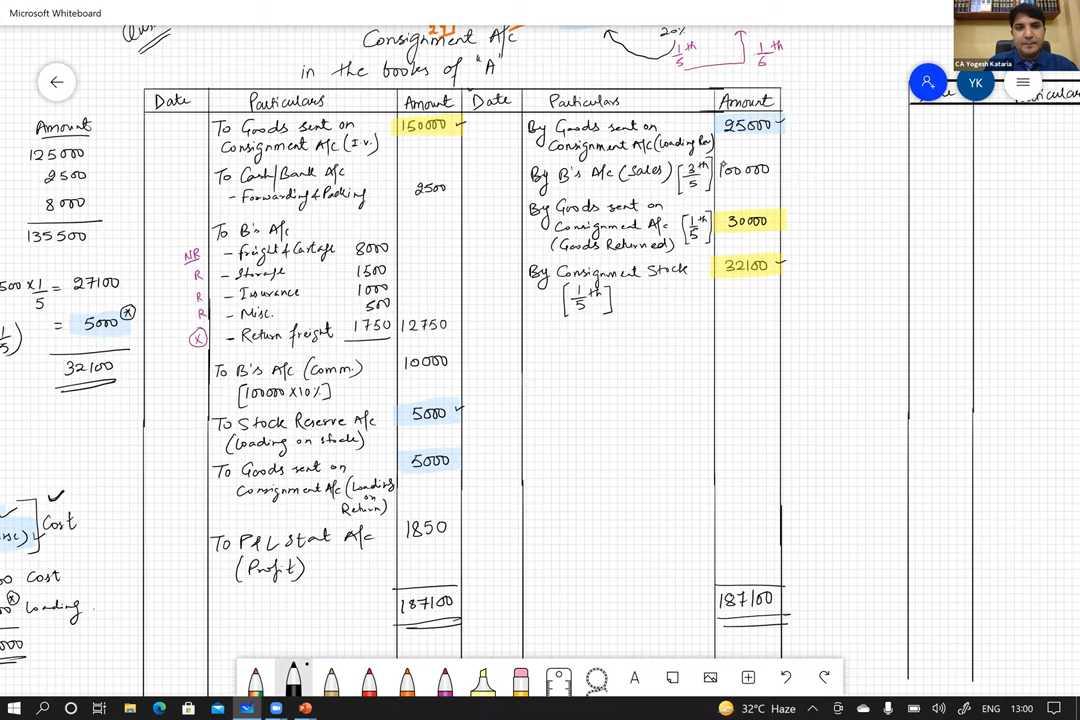 Microsoft Whiteboard
Consignment A/c
in the books of "A"
20%
1/5 th
1/6 th
CA Yogesh Kataria
YK
Amount
125000
2500
8000
135500
500 x 1/5 = 27100
= 5000
32100
Cost
Cost
Loading
Date Particulars Amount Date Particulars Amount
To Goods sent on 150000
Consignment A/c (I.v.)
To Cash/Bank A/c
- Forwarding & Packing 2500
To B's A/c
NR - Freight & Cartage 8000
R - Storage 1500
R - Insurance 1000
R - Misc. 500
(x) - Return freight 1750 12750
To B's A/c (Comm.) 10000
[100000 x 10%]
To Stock Reserve A/c 5000
(Loading on stock)
To Goods sent on 5000
Consignment A/c (Loading
on
Return)
To P&L Stat A/c 1850
(Profit)
187100
By Goods sent on 25000
Consignment A/c (Loading Rev)
By B's A/c (Sales) [3/5 th] 100000
By Goods sent on
Consignment A/c [1/5 th] 30000
(Goods Returned)
By Consignment Stock 32100
[1/5 th]
187100
Particulars
32°C Haze
ENG
13:00